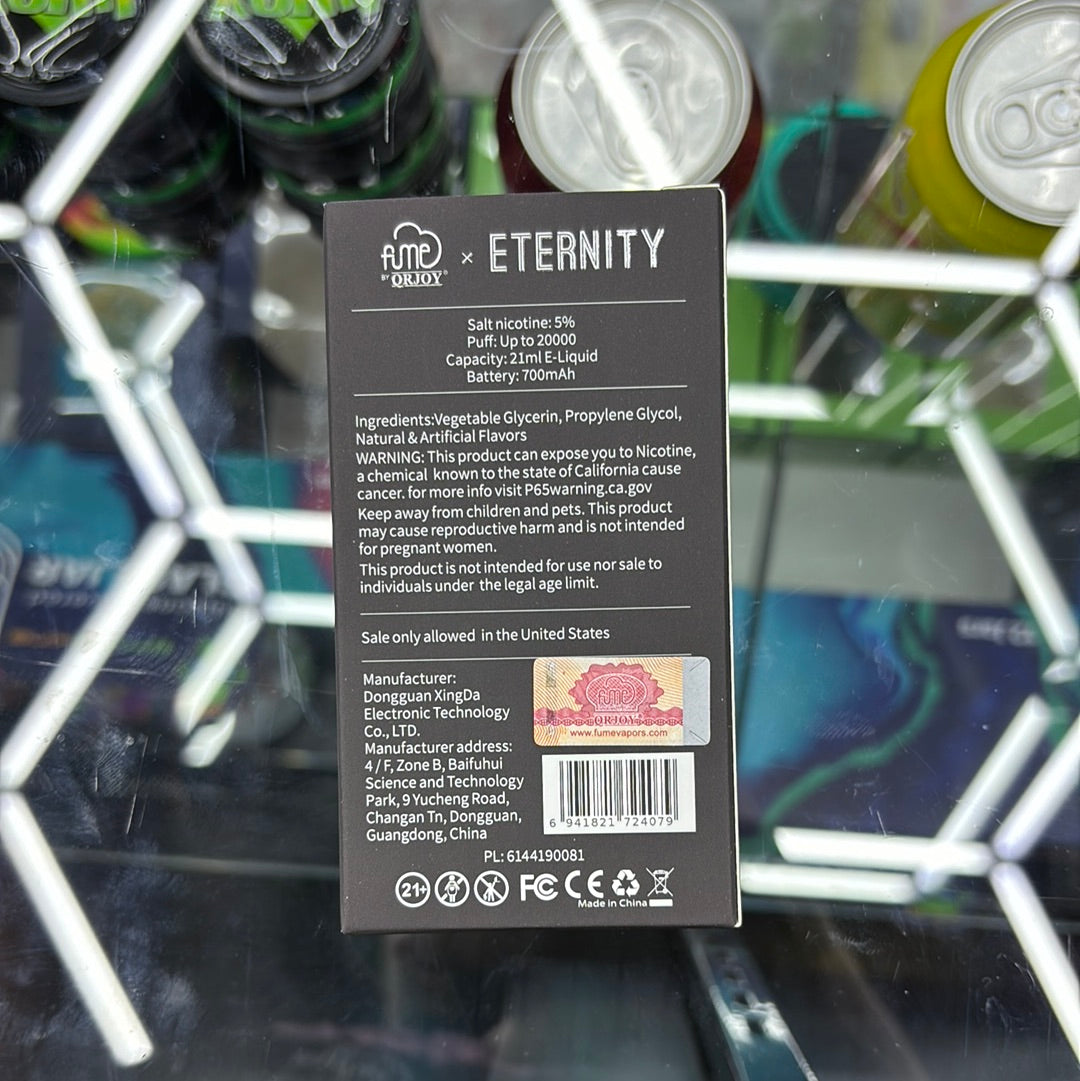 fume × ETERNITY
BY QRJOY®
Salt nicotine: 5%
Puff: Up to 20000
Capacity: 21ml E-Liquid
Battery: 700mAh
Ingredients:Vegetable Glycerin, Propylene Glycol,
Natural & Artificial Flavors
WARNING: This product can expose you to Nicotine,
a chemical known to the state of California cause
cancer. for more info visit P65warning.ca.gov
Keep away from children and pets. This product
may cause reproductive harm and is not intended
for pregnant women.
This product is not intended for use nor sale to
individuals under the legal age limit.
Sale only allowed in the United States
Manufacturer:
Dongguan XingDa
Electronic Technology
Co., LTD.
Manufacturer address:
4 / F, Zone B, Baifuhui
Science and Technology
Park, 9 Yucheng Road,
Changan Tn, Dongguan,
Guangdong, China
fume
QRJOY
www.fumevapors.com
6 941821 724079
PL: 6144190081
21+ FC CE
Made in China